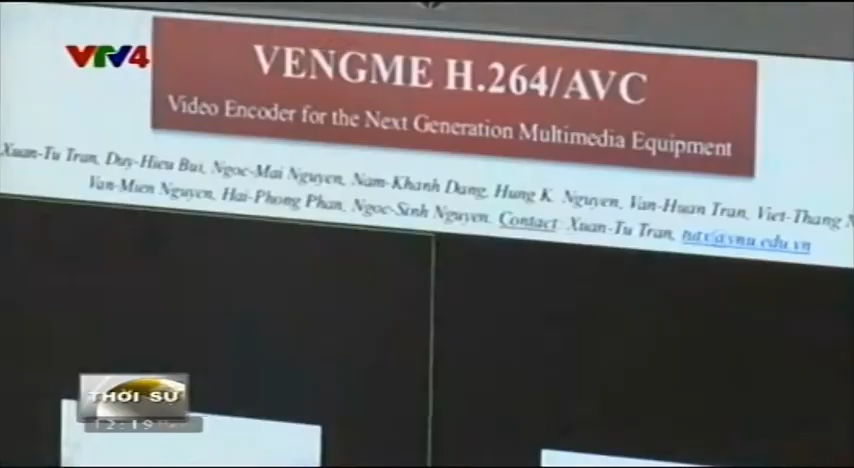 VTV4
VENGME H.264/AVC
Video Encoder for the Next Generation Multimedia Equipment
Xuan-Tu Tran, Duy-Hieu Bui, Ngoc-Mai Nguyen, Nam-Khanh Dang, Hung K. Nguyen, Van-Huan Tran, Viet-Thang N
Van-Mien Nguyen, Hai-Phong Phan, Ngoc-Sinh Nguyen. Contact Xuan-Tu Tran,
THỜI SỰ
12:19